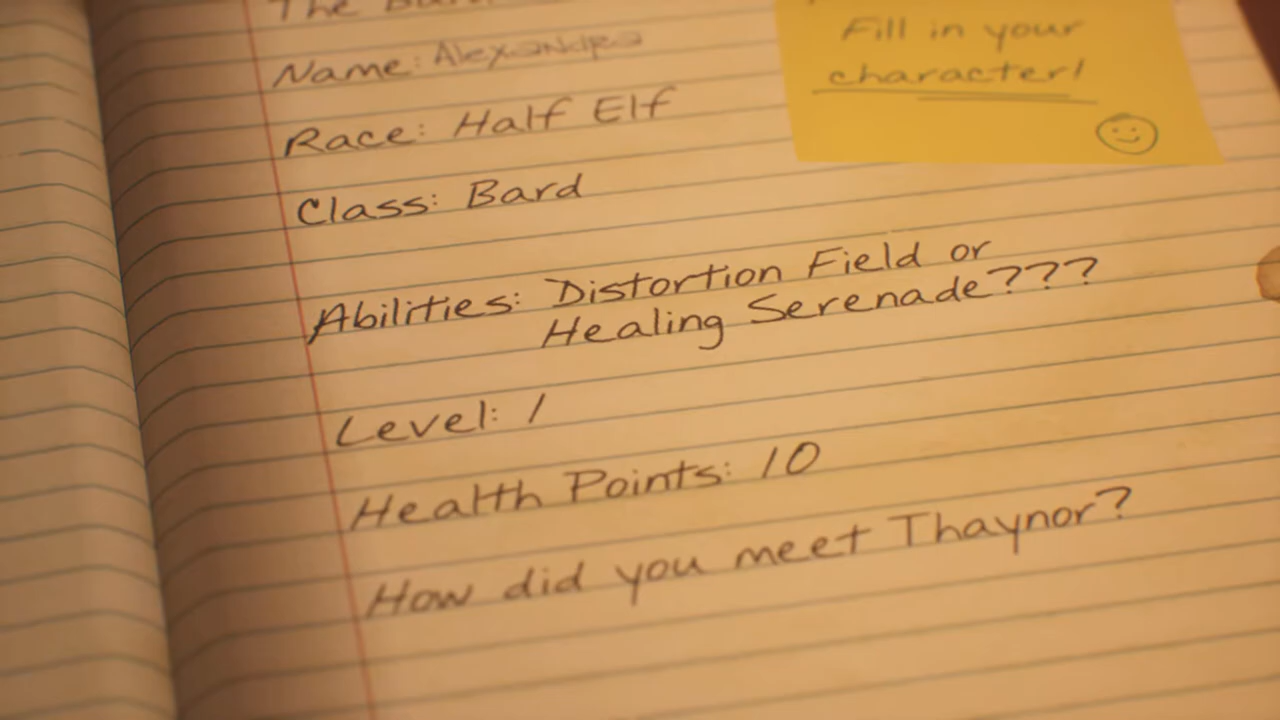 The
Name:
Race: Half Elf
Class: Bard
Abilities: Distortion Field or
Healing Serenade???
Level: 1
Health Points: 10
How did you meet Thaynor?
Fill in your
character!